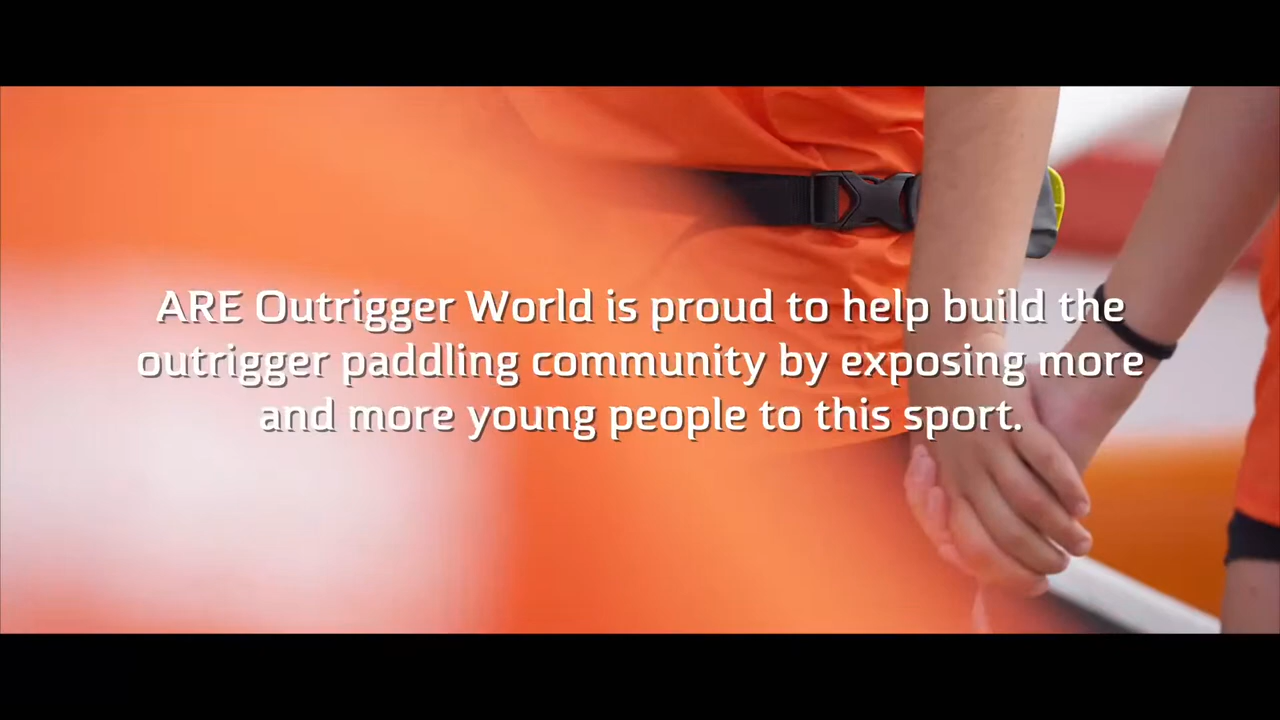 ARE Outrigger World is proud to help build the
outrigger paddling community by exposing more
and more young people to this sport.